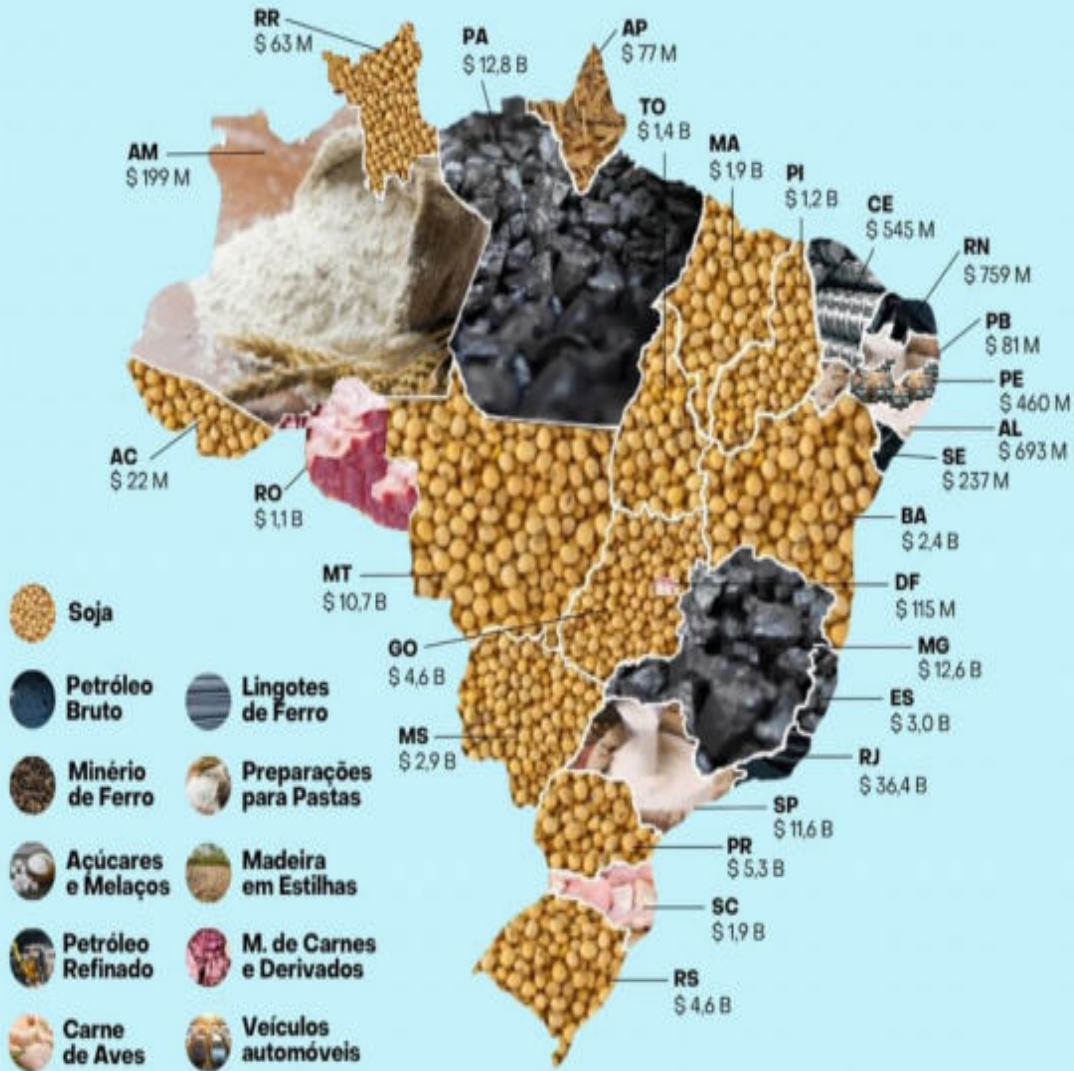 RR
$ 63 M
PA
$ 12,8 B
AP
$ 77 M
TO
$ 1,4 B
AM
$ 199 M
MA
$ 1,9 B
PI
$ 1,2 B
CE
$ 545 M
RN
$ 759 M
PB
$ 81 M
PE
$ 460 M
AL
$ 693 M
SE
$ 237 M
AC
$ 22 M
RO
$ 1,1 B
BA
$ 2,4 B
MT
$ 10,7 B
DF
$ 115 M
GO
$ 4,6 B
MG
$ 12,6 B
ES
$ 3,0 B
MS
$ 2,9 B
RJ
$ 36,4 B
SP
$ 11,6 B
PR
$ 5,3 B
SC
$ 1,9 B
RS
$ 4,6 B
Soja
Petróleo
Bruto
Lingotes
de Ferro
Minério
de Ferro
Preparações
para Pastas
Açúcares
e Melaços
Madeira
em Estilhas
Petróleo
Refinado
M. de Carnes
e Derivados
Carne
de Aves
Veículos
automóveis